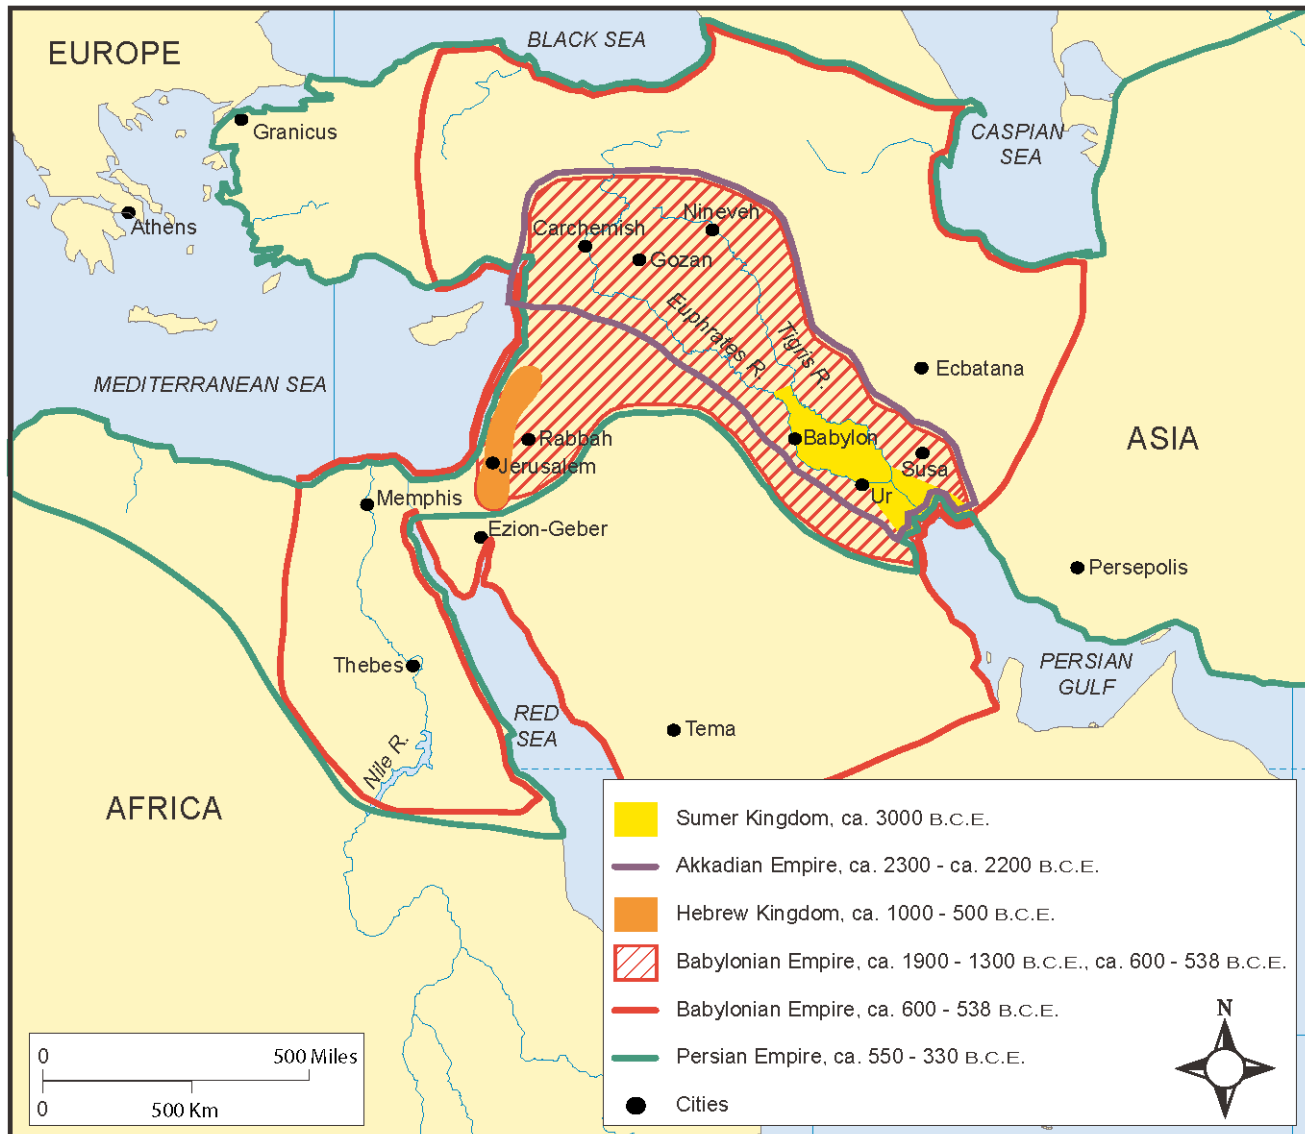 EUROPE
BLACK SEA
Granicus
CASPIAN
SEA
Athens
Nineveh
Carchemish
Gozan
Euphrates R.
Tigris R.
Ecbatana
MEDITERRANEAN SEA
ASIA
Rabbah
Babylon
Jerusalem
Susa
Ur
Memphis
Ezion-Geber
Persepolis
Thebes
PERSIAN
GULF
RED
SEA
Tema
Nile R.
AFRICA
Sumer Kingdom, ca. 3000 B.C.E.
Akkadian Empire, ca. 2300 - ca. 2200 B.C.E.
Hebrew Kingdom, ca. 1000 - 500 B.C.E.
Babylonian Empire, ca. 1900 - 1300 B.C.E., ca. 600 - 538 B.C.E.
Babylonian Empire, ca. 600 - 538 B.C.E.
Persian Empire, ca. 550 - 330 B.C.E.
Cities
N
0 500 Miles
0 500 Km